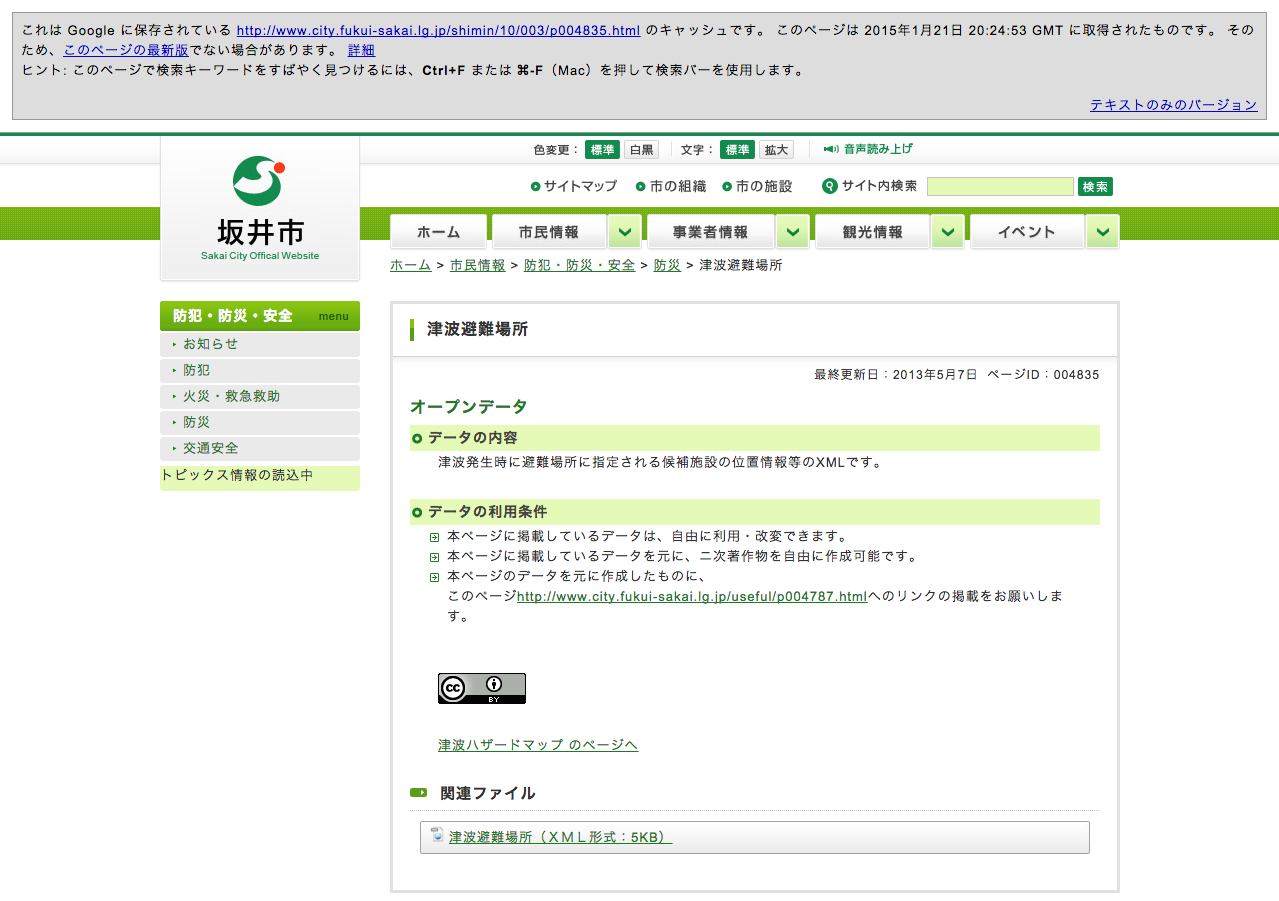 これは Google に保存されている http://www.city.fukui-sakai.lg.jp/shimin/10/003/p004835.html のキャッシュです。 このページは 2015年1月21日 20:24:53 GMT に取得されたものです。 その
ため、このページの最新版でない場合があります。 詳細
ヒント: このページで検索キーワードをすばやく見つけるには、Ctrl+F または ⌘-F（Mac）を押して検索バーを使用します。
テキストのみのバージョン
色変更： 標準 白黒 文字： 標準 拡大 音声読み上げ
サイトマップ 市の組織 市の施設 サイト内検索 検索
坂井市
Sakai City Offical Website
ホーム 市民情報 事業者情報 観光情報 イベント
ホーム > 市民情報 > 防犯・防災・安全 > 防災 > 津波避難場所
防犯・防災・安全 menu
お知らせ
防犯
火災・救急救助
防災
交通安全
トピックス情報の読込中
津波避難場所
最終更新日：2013年5月7日 ページID：004835
オープンデータ
データの内容
津波発生時に避難場所に指定される候補施設の位置情報等のXMLです。
データの利用条件
本ページに掲載しているデータは、自由に利用・改変できます。
本ページに掲載しているデータを元に、二次著作物を自由に作成可能です。
本ページのデータを元に作成したものに、
このページhttp://www.city.fukui-sakai.lg.jp/useful/p004787.htmlへのリンクの掲載をお願いしま
す。
cc BY
津波ハザードマップ のページへ
関連ファイル
津波避難場所（ＸＭＬ形式：5KB）